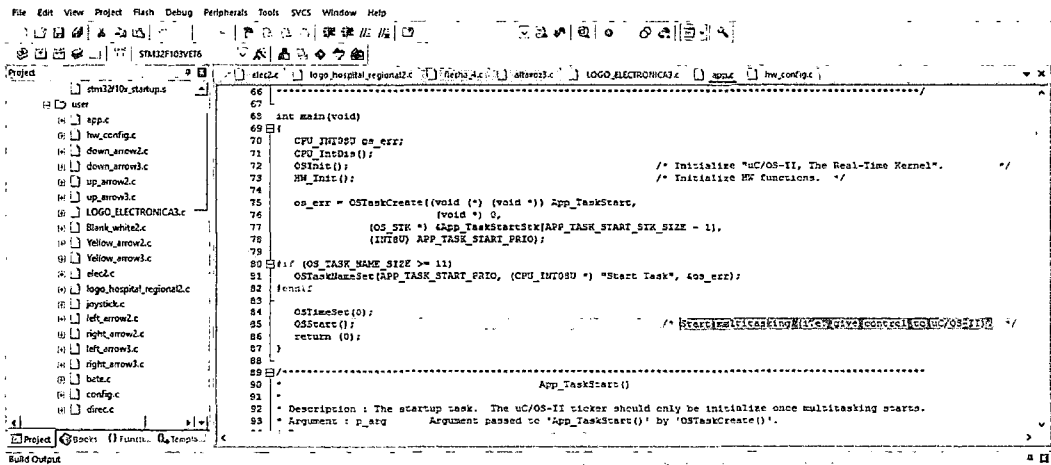 File Edit View Project Flash Debug Peripherals Tools SVCS Window Help
STM32F103VET6
Project
elec2.c logo_hospital_regional2.c flecha_4.c altavoz3.c LOGO_ELECTRONICA3.c app.c hw_config.c
stm32f10x_startup.s
user
app.c
hw_config.c
down_arrow2.c
down_arrow3.c
up_arrow2.c
up_arrow3.c
LOGO_ELECTRONICA3.c
Blank_white2.c
Yellow_arrow2.c
Yellow_arrow3.c
elec2.c
logo_hospital_regional2.c
joystick.c
left_arrow2.c
right_arrow2.c
left_arrow3.c
right_arrow3.c
bate.c
config.c
direc.c
Project Books {} Functi... Templa...
66 ***/
67
68 int main(void)
69 {
70 CPU_INT08U os_err;
71 CPU_IntDis();
72 OSInit(); /* Initialize "uC/OS-II, The Real-Time Kernel". */
73 HW_Init(); /* Initialize HW functions. */
74
75 os_err = OSTaskCreate((void (*) (void *)) App_TaskStart,
76 (void *) 0,
77 (OS_STK *) &App_TaskStartStk[APP_TASK_START_STK_SIZE - 1],
78 (INT8U) APP_TASK_START_PRIO);
79
80 #if (OS_TASK_NAME_SIZE >= 11)
81 OSTaskNameSet(APP_TASK_START_PRIO, (CPU_INT08U *) "Start Task", &os_err);
82 #endif
83
84 OSTimeSet(0);
85 OSStart(); /* Start multitasking (i.e. give control to uC/OS-II). */
86 return (0);
87 }
88
89 /***
90 * App_TaskStart()
91 *
92 * Description : The startup task. The uC/OS-II ticker should only be initialize once multitasking starts.
93 * Argument : p_arg Argument passed to 'App_TaskStart()' by 'OSTaskCreate()'.
Build Output